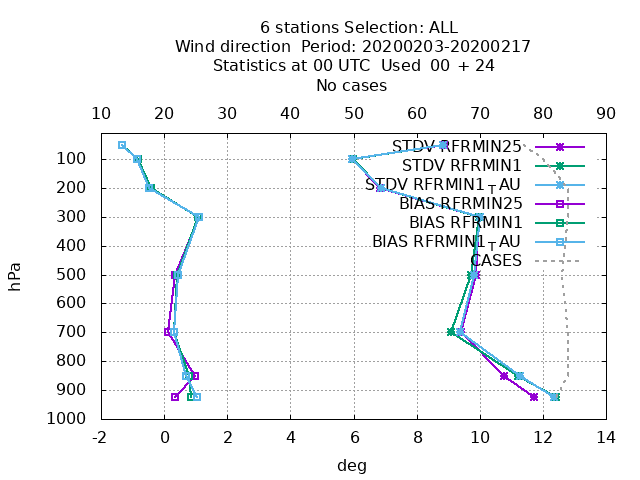 6 stations Selection: ALL
Wind direction  Period: 20200203-20200217
Statistics at 00 UTC  Used  00 + 24
No cases
10 20 30 40 50 60 70 80 90
STDV RFRMIN25
STDV RFRMIN1
STDV RFRMIN1_TAU
BIAS RFRMIN25
BIAS RFRMIN1
BIAS RFRMIN1_TAU
CASES
100
200
300
400
500
600
700
800
900
1000
hPa
-2 0 2 4 6 8 10 12 14
deg